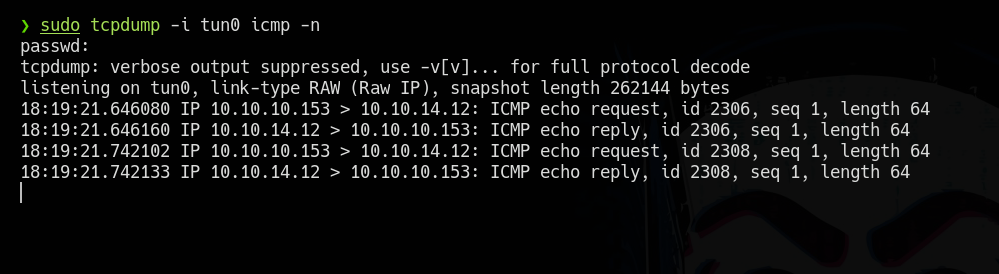 ❯ sudo tcpdump -i tun0 icmp -n
passwd:
tcpdump: verbose output suppressed, use -v[v]... for full protocol decode
listening on tun0, link-type RAW (Raw IP), snapshot length 262144 bytes
18:19:21.646080 IP 10.10.10.153 > 10.10.14.12: ICMP echo request, id 2306, seq 1, length 64
18:19:21.646160 IP 10.10.14.12 > 10.10.10.153: ICMP echo reply, id 2306, seq 1, length 64
18:19:21.742102 IP 10.10.10.153 > 10.10.14.12: ICMP echo request, id 2308, seq 1, length 64
18:19:21.742133 IP 10.10.14.12 > 10.10.10.153: ICMP echo reply, id 2308, seq 1, length 64